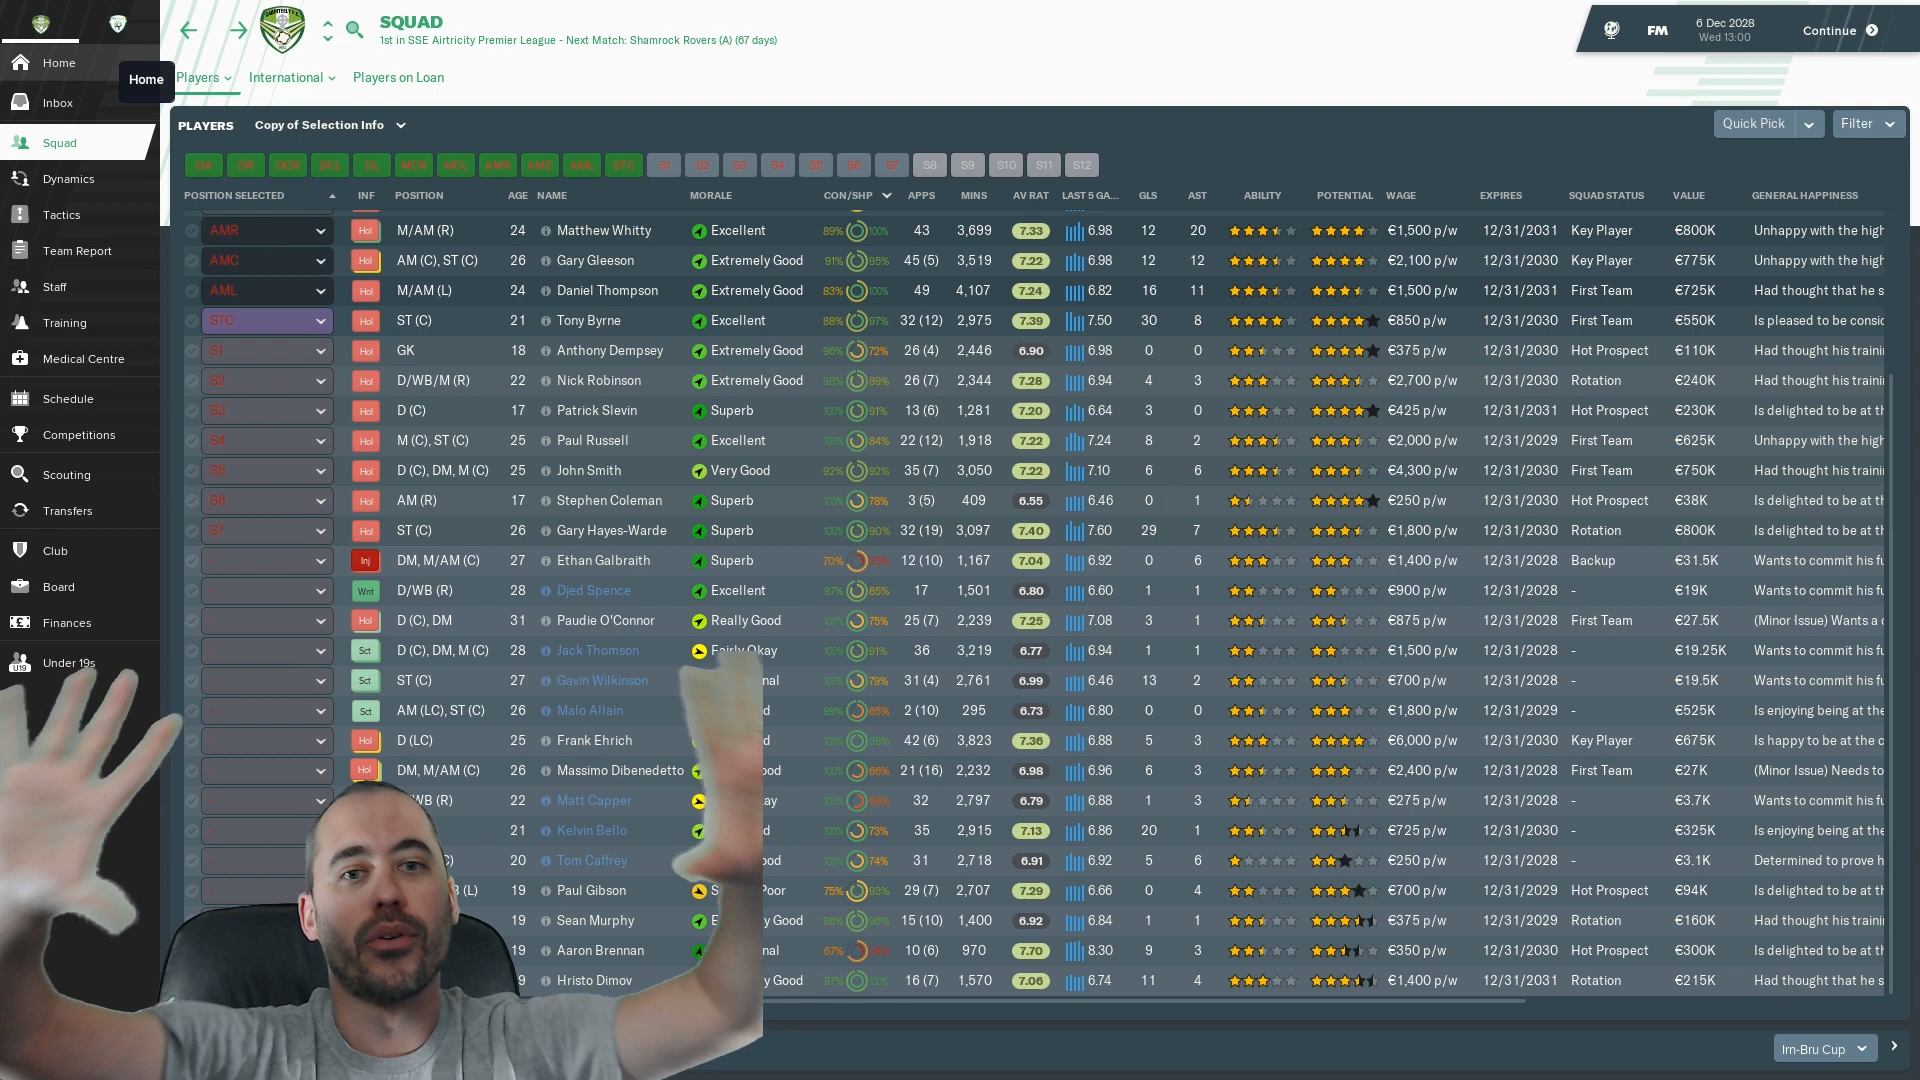 SQUAD
1st in SSE Airtricity Premier League - Next Match: Shamrock Rovers (A) (67 days)
6 Dec 2028
Wed 13:00
FM
Continue
Home
Home
Players
International
Players on Loan
Inbox
Squad
Dynamics
Tactics
Team Report
Staff
Training
Medical Centre
Schedule
Competitions
Scouting
Transfers
Club
Board
Finances
Under 19s
PLAYERS Copy of Selection Info Quick Pick Filter
GK DR DCR DCL DL MCR MCL AMR AMC AML STC S1 S2 S3 S4 S5 S6 S7 S8 S9 S10 S11 S12
POSITION SELECTED INF POSITION AGE NAME MORALE CON/SHP APPS MINS AV RAT LAST 5 GA... GLS AST ABILITY POTENTIAL WAGE EXPIRES SQUAD STATUS VALUE GENERAL HAPPINESS
AMR Hol M/AM (R) 24 Matthew Whitty Excellent 89% 100% 43 3,699 7.33 6.98 12 20 €1,500 p/w 12/31/2031 Key Player €800K Unhappy with the high
AMC Hol AM (C), ST (C) 26 Gary Gleeson Extremely Good 91% 95% 45 (5) 3,519 7.22 6.98 12 12 €2,100 p/w 12/31/2030 Key Player €775K Unhappy with the high
AML Hol M/AM (L) 24 Daniel Thompson Extremely Good 83% 100% 49 4,107 7.24 6.82 16 11 €1,500 p/w 12/31/2031 First Team €725K Had thought that he s
STC Hol ST (C) 21 Tony Byrne Excellent 88% 97% 32 (12) 2,975 7.39 7.50 30 8 €850 p/w 12/31/2030 First Team €550K Is pleased to be consid
S1 Hol GK 18 Anthony Dempsey Extremely Good 96% 72% 26 (4) 2,446 6.90 6.98 0 0 €375 p/w 12/31/2030 Hot Prospect €110K Had thought his traini
S2 Hol D/WB/M (R) 22 Nick Robinson Extremely Good 98% 89% 26 (7) 2,344 7.28 6.94 4 3 €2,700 p/w 12/31/2030 Rotation €240K Had thought his traini
S3 Hol D (C) 17 Patrick Slevin Superb 100% 91% 13 (6) 1,281 7.20 6.64 3 0 €425 p/w 12/31/2031 Hot Prospect €230K Is delighted to be at th
S4 Hol M (C), ST (C) 25 Paul Russell Excellent 100% 84% 22 (12) 1,918 7.22 7.24 8 2 €2,000 p/w 12/31/2029 First Team €625K Unhappy with the high
S5 Hol D (C), DM, M (C) 25 John Smith Very Good 92% 92% 35 (7) 3,050 7.22 7.10 6 6 €4,300 p/w 12/31/2030 First Team €750K Had thought his traini
S6 Hol AM (R) 17 Stephen Coleman Superb 100% 78% 3 (5) 409 6.55 6.46 0 1 €250 p/w 12/31/2030 Hot Prospect €38K Is delighted to be at th
S7 Hol ST (C) 26 Gary Hayes-Warde Superb 100% 90% 32 (19) 3,097 7.40 7.60 29 7 €1,800 p/w 12/31/2030 Rotation €800K Is delighted to be at th
- Inj DM, M/AM (C) 27 Ethan Galbraith Superb 70% 12 (10) 1,167 7.04 6.92 0 6 €1,400 p/w 12/31/2028 Backup €31.5K Wants to commit his fu
- Wnt D/WB (R) 28 Djed Spence Excellent 97% 85% 17 1,501 6.80 6.60 1 1 €900 p/w 12/31/2028 - €19K Wants to commit his fu
- Hol D (C), DM 31 Paudie O'Connor Really Good 100% 75% 25 (7) 2,239 7.25 7.08 3 1 €875 p/w 12/31/2028 First Team €27.5K (Minor Issue) Wants a c
- Sct D (C), DM, M (C) 28 Jack Thomson Fairly Okay 100% 91% 36 3,219 6.77 6.94 1 1 €1,500 p/w 12/31/2028 - €19.25K Wants to commit his fu
- Sct ST (C) 27 Gavin Wilkinson nal 100% 79% 31 (4) 2,761 6.99 6.46 13 2 €700 p/w 12/31/2028 - €19.5K Wants to commit his fu
- Sct AM (LC), ST (C) 26 Malo Allain d 99% 65% 2 (10) 295 6.73 6.80 0 0 €1,800 p/w 12/31/2029 - €525K Is enjoying being at the
- Hol D (LC) 25 Frank Ehrich d 100% 98% 42 (6) 3,823 7.36 6.88 5 3 €6,000 p/w 12/31/2030 Key Player €675K Is happy to be at the c
- Hol DM, M/AM (C) 26 Massimo Dibenedetto ood 100% 66% 21 (16) 2,232 6.98 6.96 6 3 €2,400 p/w 12/31/2028 First Team €27K (Minor Issue) Needs to
- WB (R) 22 Matt Capper ay 100% 32 2,797 6.79 6.88 1 3 €275 p/w 12/31/2028 - €3.7K Wants to commit his fu
- 21 Kelvin Bello d 100% 73% 35 2,915 7.13 6.86 20 1 €725 p/w 12/31/2030 - €325K Is enjoying being at the
- C) 20 Tom Caffrey ood 100% 74% 31 2,718 6.91 6.92 5 6 €250 p/w 12/31/2028 - €3.1K Determined to prove h
- B (L) 19 Paul Gibson S Poor 75% 93% 29 (7) 2,707 7.29 6.66 0 4 €700 p/w 12/31/2029 Hot Prospect €94K Is delighted to be at th
19 Sean Murphy E y Good 96% 96% 15 (10) 1,400 6.92 6.84 1 1 €375 p/w 12/31/2029 Rotation €160K Had thought his traini
19 Aaron Brennan nal 67% 10 (6) 970 7.70 8.30 9 3 €350 p/w 12/31/2030 Hot Prospect €300K Is delighted to be at th
9 Hristo Dimov y Good 97% 100% 16 (7) 1,570 7.06 6.74 11 4 €1,400 p/w 12/31/2031 Rotation €215K Had thought that he s
Irn-Bru Cup